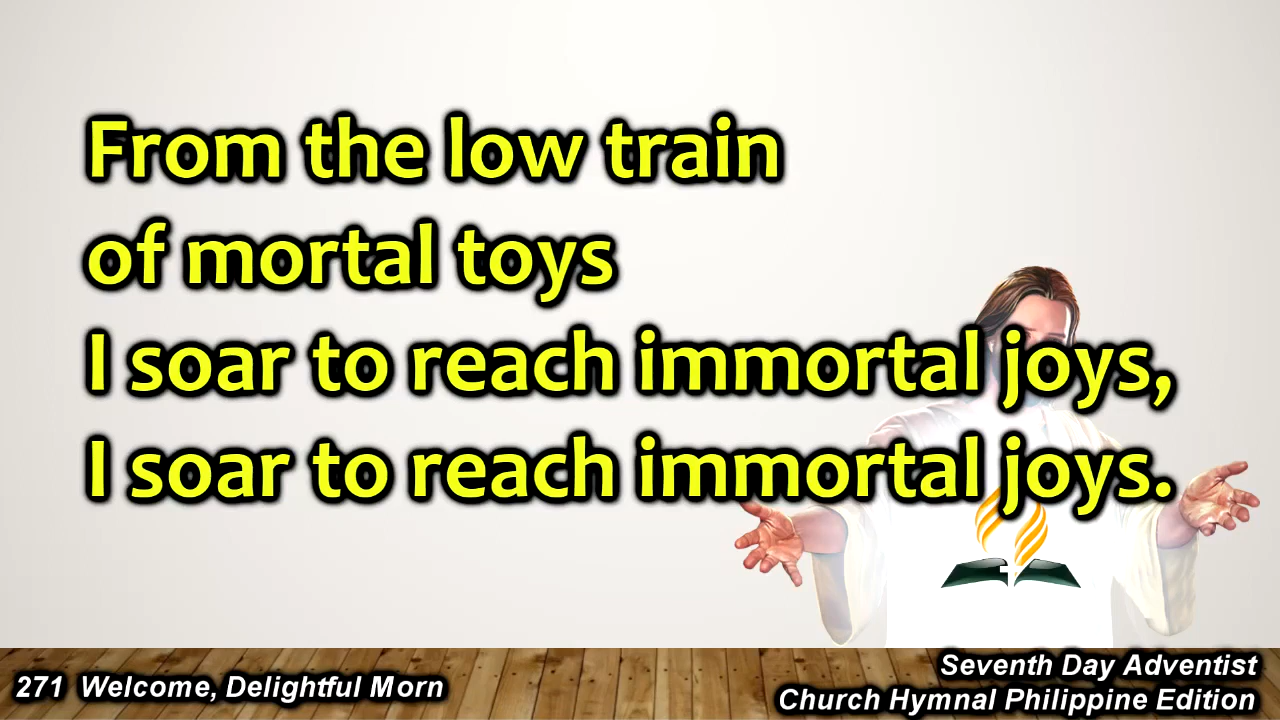 From the low train
of mortal toys
I soar to reach immortal joys,
I soar to reach immortal joys.
271 Welcome, Delightful Morn
Seventh Day Adventist
Church Hymnal Philippine Edition